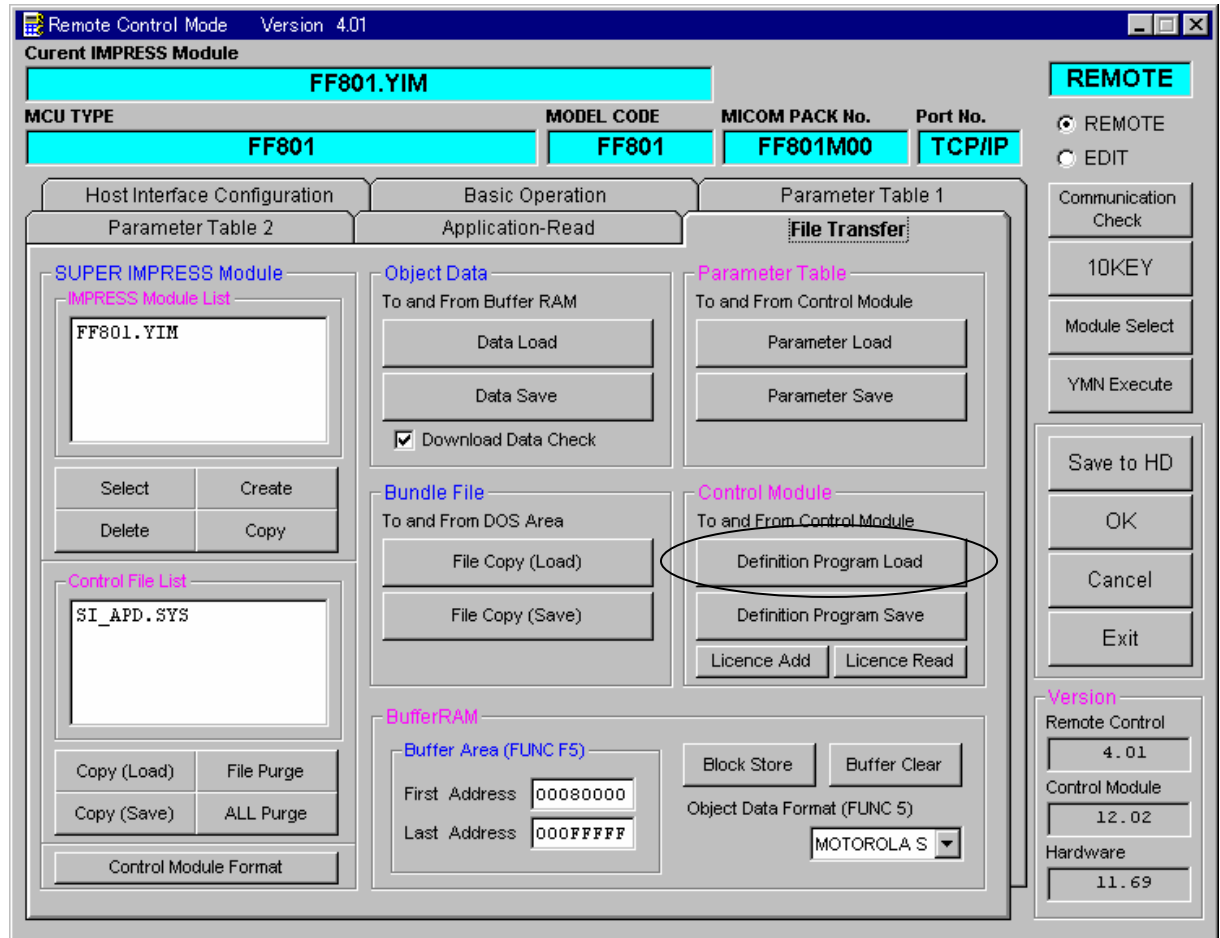 Remote Control Mode Version 4.01
Curent IMPRESS Module
FF801.YIM
REMOTE
MCU TYPE
MODEL CODE
MICOM PACK No.
Port No.
FF801
FF801
FF801M00
TCP/IP
REMOTE
EDIT
Host Interface Configuration
Basic Operation
Parameter Table 1
Parameter Table 2
Application-Read
File Transfer
SUPER IMPRESS Module
IMPRESS Module List
FF801.YIM
Select
Create
Delete
Copy
Control File List
SI_APD.SYS
Copy (Load)
File Purge
Copy (Save)
ALL Purge
Control Module Format
Object Data
To and From Buffer RAM
Data Load
Data Save
Download Data Check
Parameter Table
To and From Control Module
Parameter Load
Parameter Save
Bundle File
To and From DOS Area
File Copy (Load)
File Copy (Save)
Control Module
To and From Control Module
Definition Program Load
Definition Program Save
Licence Add
Licence Read
BufferRAM
Buffer Area (FUNC F5)
First Address 00080000
Last Address 000FFFFF
Block Store
Buffer Clear
Object Data Format (FUNC 5)
MOTOROLA S
Communication
Check
10KEY
Module Select
YMN Execute
Save to HD
OK
Cancel
Exit
Version
Remote Control
4.01
Control Module
12.02
Hardware
11.69